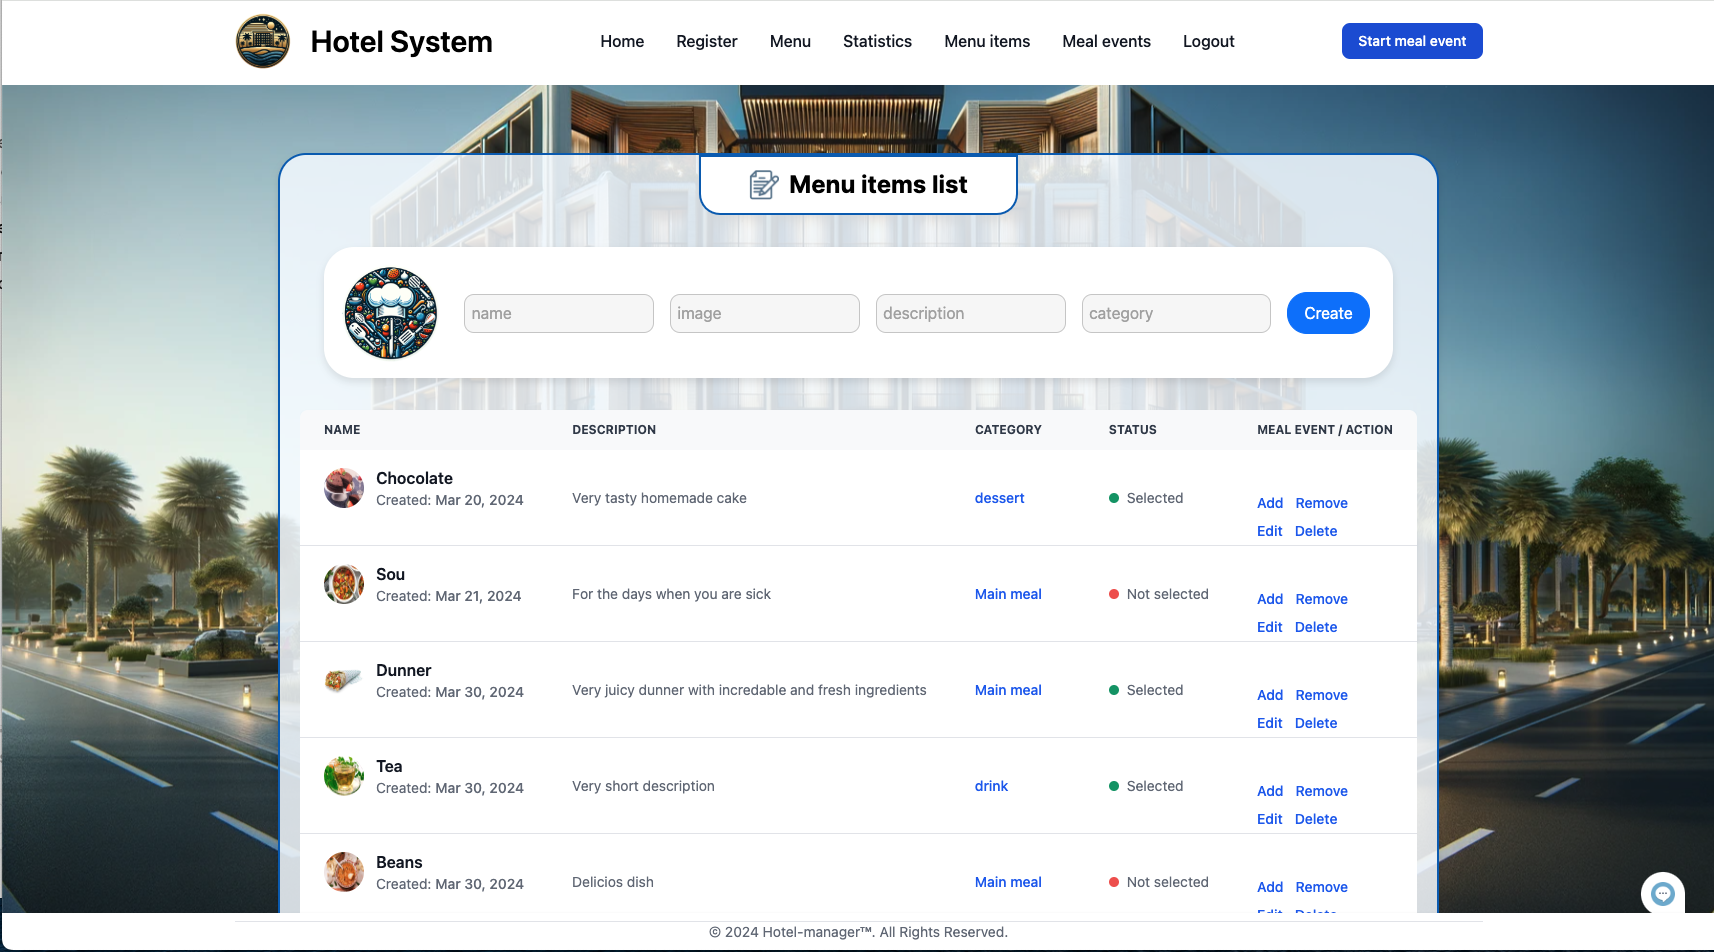 Hotel System
Home Register Menu Statistics Menu items Meal events Logout
Start meal event
Menu items list
name image description category Create
NAME DESCRIPTION CATEGORY STATUS MEAL EVENT / ACTION
Chocolate
Created: Mar 20, 2024
Very tasty homemade cake
dessert
Selected
Add Remove
Edit Delete
Sou
Created: Mar 21, 2024
For the days when you are sick
Main meal
Not selected
Add Remove
Edit Delete
Dunner
Created: Mar 30, 2024
Very juicy dunner with incredable and fresh ingredients
Main meal
Selected
Add Remove
Edit Delete
Tea
Created: Mar 30, 2024
Very short description
drink
Selected
Add Remove
Edit Delete
Beans
Created: Mar 30, 2024
Delicios dish
Main meal
Not selected
Add Remove
Edit Delete
© 2024 Hotel-manager™. All Rights Reserved.